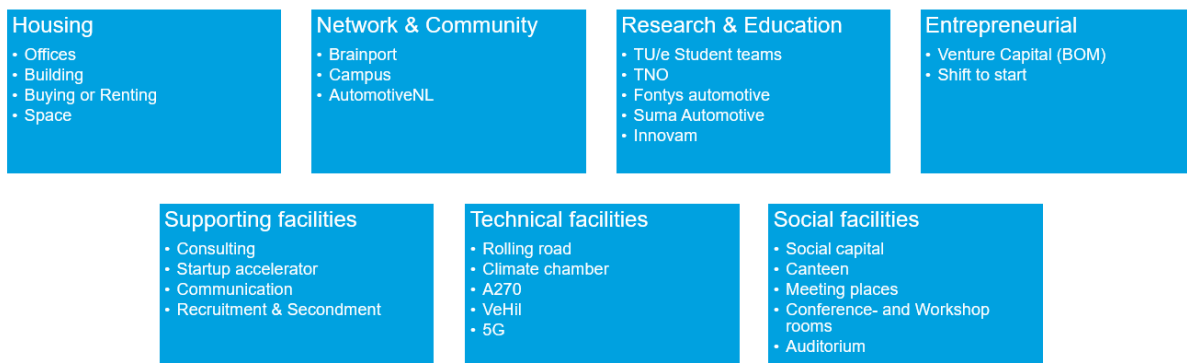 Housing
• Offices
• Building
• Buying or Renting
• Space
Network & Community
• Brainport
• Campus
• AutomotiveNL
Research & Education
• TU/e Student teams
• TNO
• Fontys automotive
• Suma Automotive
• Innovam
Entrepreneurial
• Venture Capital (BOM)
• Shift to start
Supporting facilities
• Consulting
• Startup accelerator
• Communication
• Recruitment & Secondment
Technical facilities
• Rolling road
• Climate chamber
• A270
• VeHil
• 5G
Social facilities
• Social capital
• Canteen
• Meeting places
• Conference- and Workshop
rooms
• Auditorium